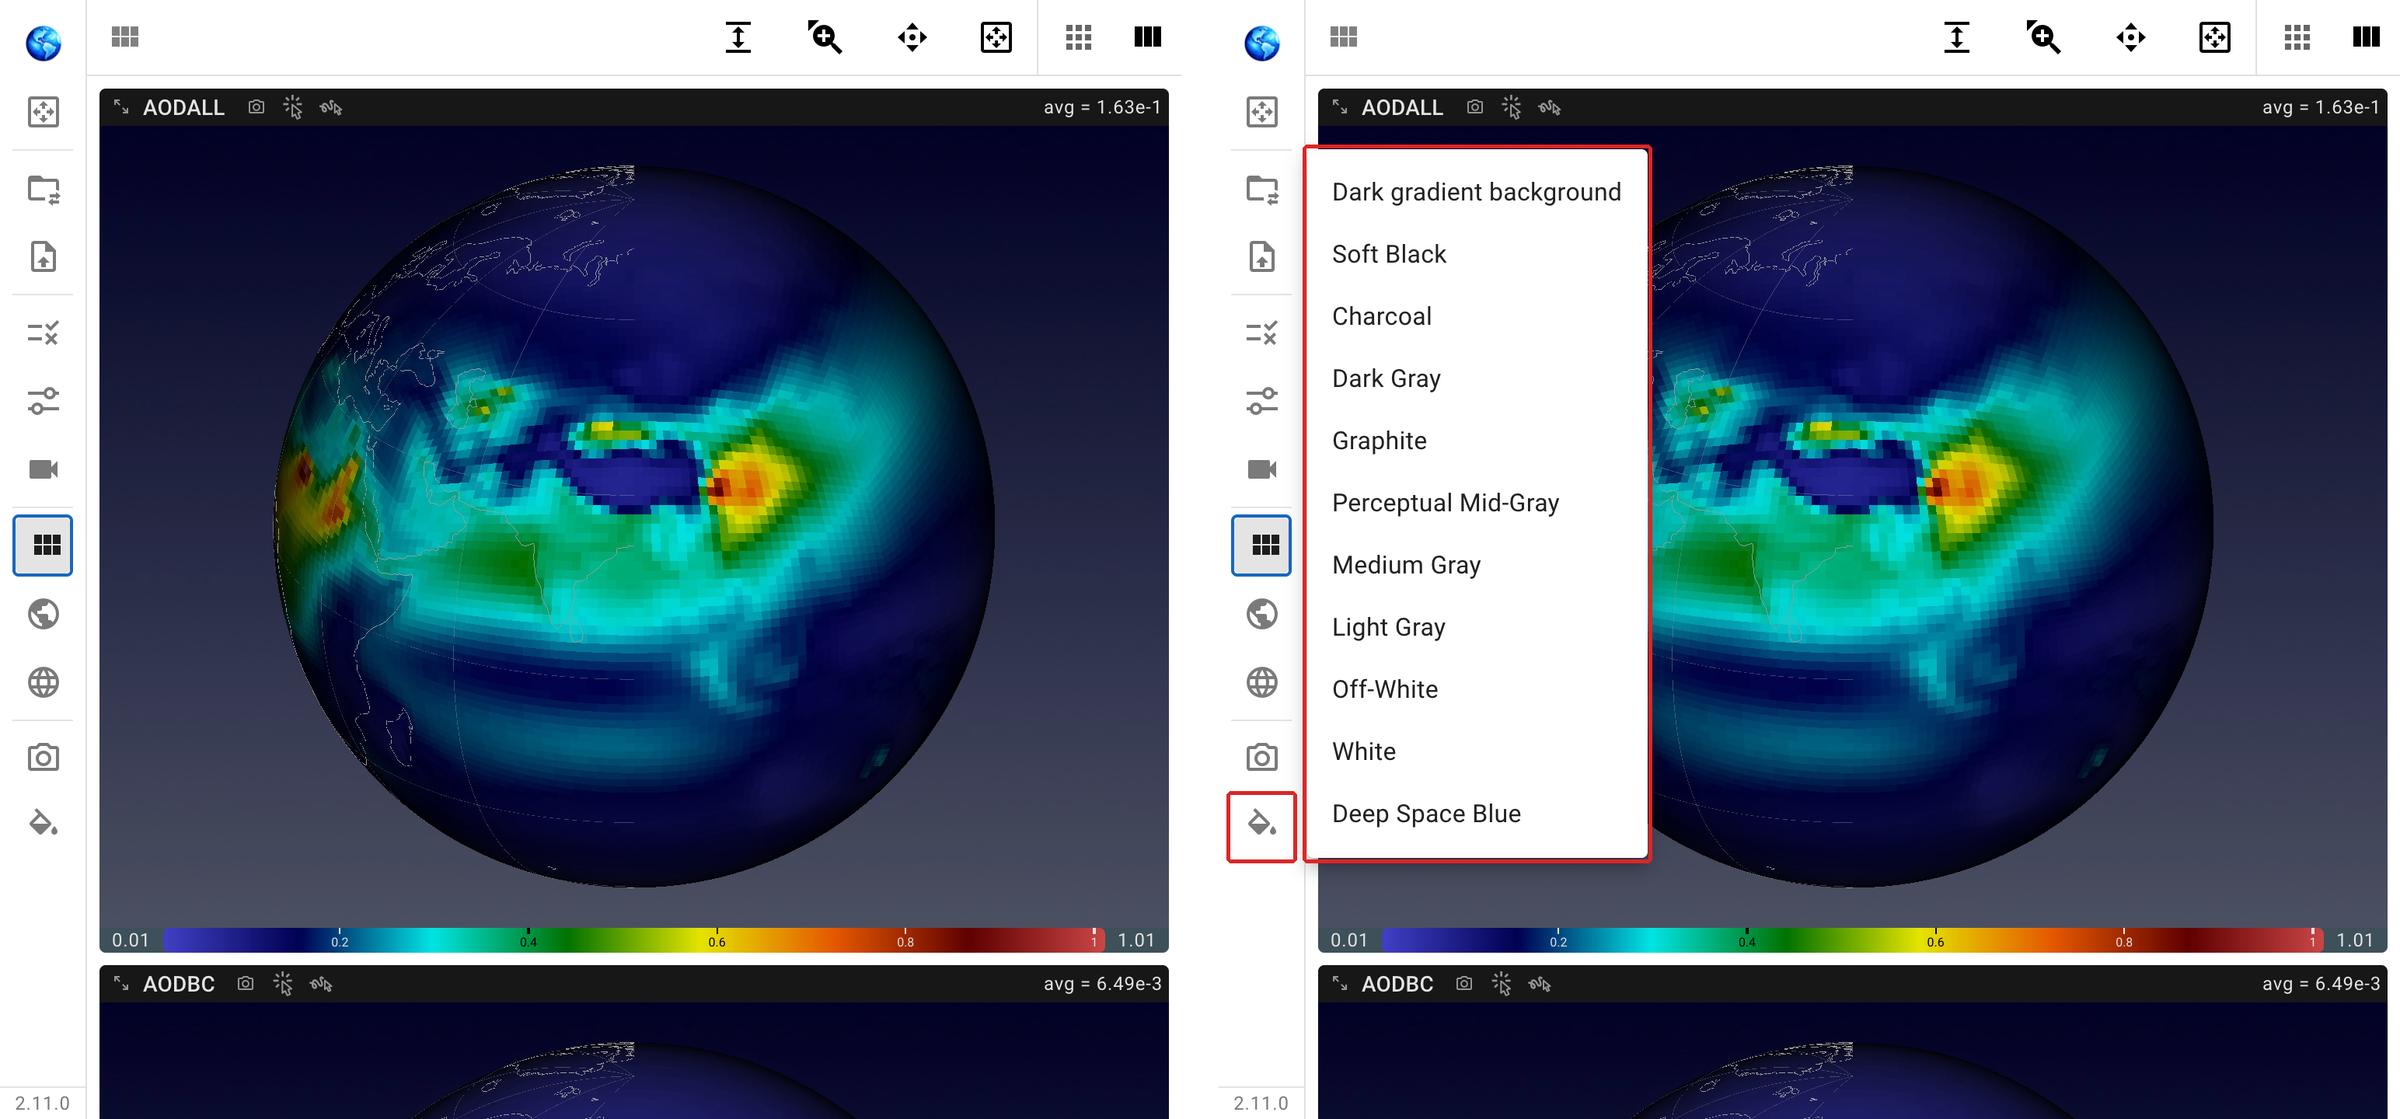 AODALL
avg = 1.63e-1
0.01
0.2
0.4
0.6
0.8
1
1.01
AODBC
avg = 6.49e-3
2.11.0
AODALL
avg = 1.63e-1
Dark gradient background
Soft Black
Charcoal
Dark Gray
Graphite
Perceptual Mid-Gray
Medium Gray
Light Gray
Off-White
White
Deep Space Blue
0.01
0.2
0.4
0.6
0.8
1
1.01
AODBC
avg = 6.49e-3
2.11.0